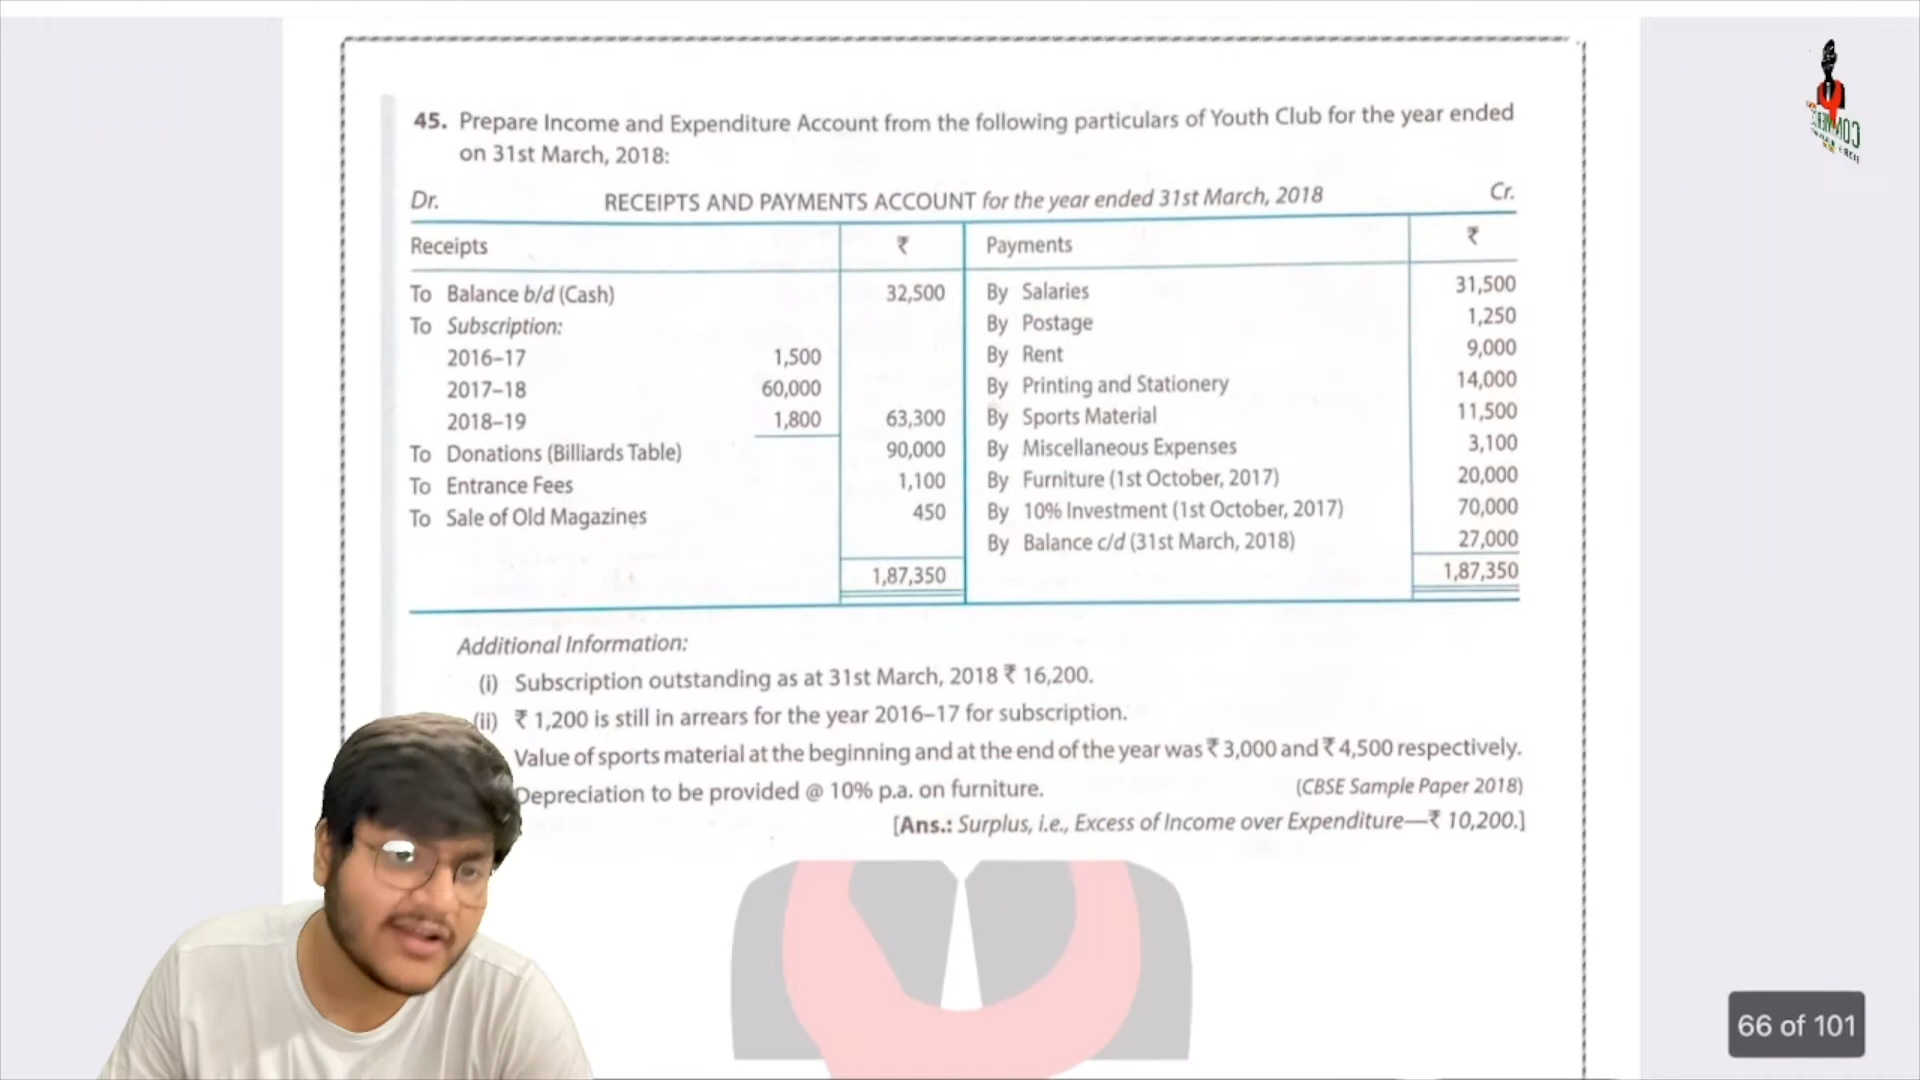 45. Prepare Income and Expenditure Account from the following particulars of Youth Club for the year ended
on 31st March, 2018:
Dr. RECEIPTS AND PAYMENTS ACCOUNT for the year ended 31st March, 2018 Cr.
Receipts ₹ Payments ₹
To Balance b/d (Cash) 32,500 By Salaries 31,500
To Subscription: By Postage 1,250
2016–17 1,500 By Rent 9,000
2017–18 60,000 By Printing and Stationery 14,000
2018–19 1,800 63,300 By Sports Material 11,500
To Donations (Billiards Table) 90,000 By Miscellaneous Expenses 3,100
To Entrance Fees 1,100 By Furniture (1st October, 2017) 20,000
To Sale of Old Magazines 450 By 10% Investment (1st October, 2017) 70,000
By Balance c/d (31st March, 2018) 27,000
1,87,350 1,87,350
Additional Information:
(i) Subscription outstanding as at 31st March, 2018 ₹ 16,200.
(ii) ₹ 1,200 is still in arrears for the year 2016–17 for subscription.
Value of sports material at the beginning and at the end of the year was ₹ 3,000 and ₹ 4,500 respectively.
Depreciation to be provided @ 10% p.a. on furniture. (CBSE Sample Paper 2018)
[Ans.: Surplus, i.e., Excess of Income over Expenditure—₹ 10,200.]
66 of 101